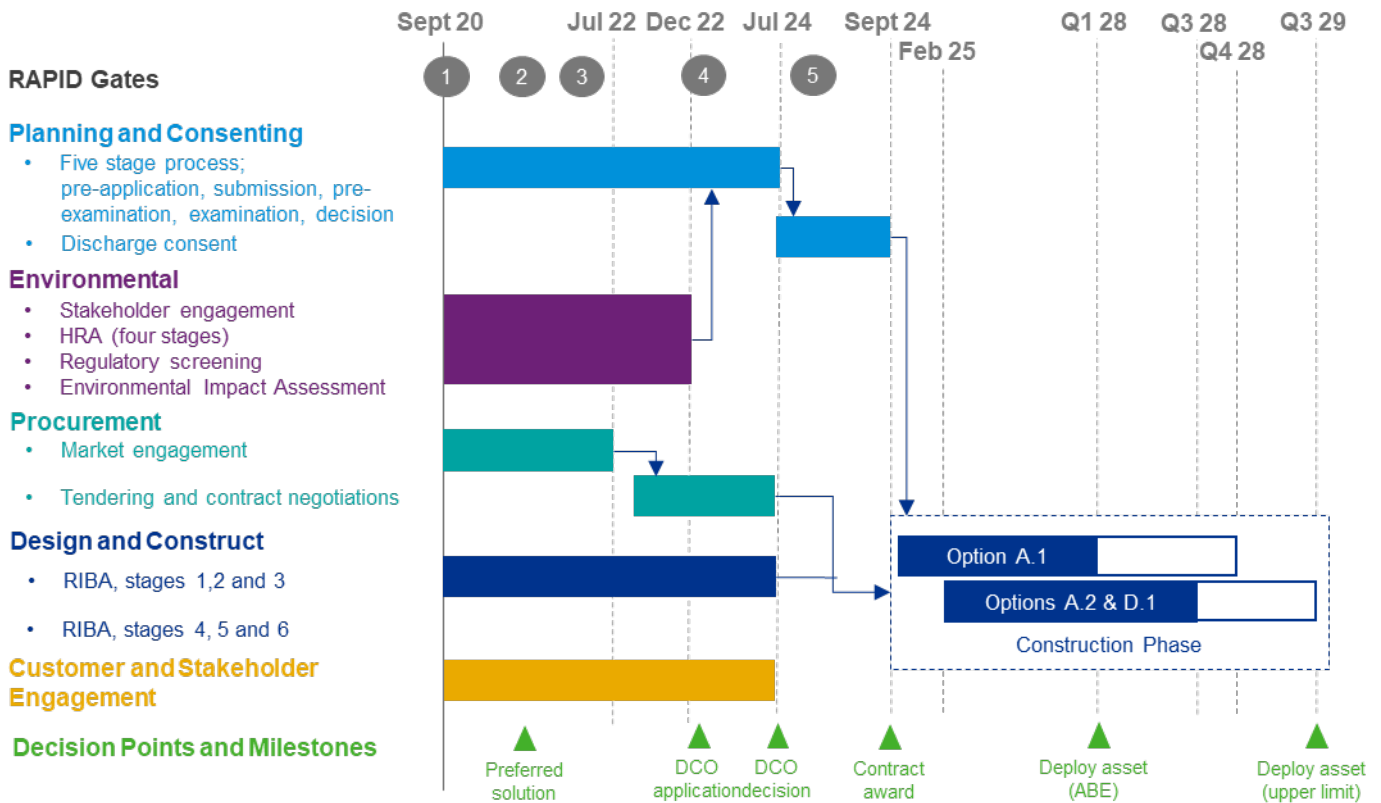 Sept 20 Jul 22 Dec 22 Jul 24 Sept 24 Q1 28 Q3 28 Q3 29
Feb 25 Q4 28
RAPID Gates 1 2 3 4 5
Planning and Consenting
• Five stage process;
pre-application, submission, pre-
examination, examination, decision
• Discharge consent
Environmental
• Stakeholder engagement
• HRA (four stages)
• Regulatory screening
• Environmental Impact Assessment
Procurement
• Market engagement
• Tendering and contract negotiations
Design and Construct
• RIBA, stages 1,2 and 3
• RIBA, stages 4, 5 and 6
Option A.1
Options A.2 & D.1
Construction Phase
Customer and Stakeholder
Engagement
Decision Points and Milestones
Preferred
solution
DCO
application
DCO
decision
Contract
award
Deploy asset
(ABE)
Deploy asset
(upper limit)